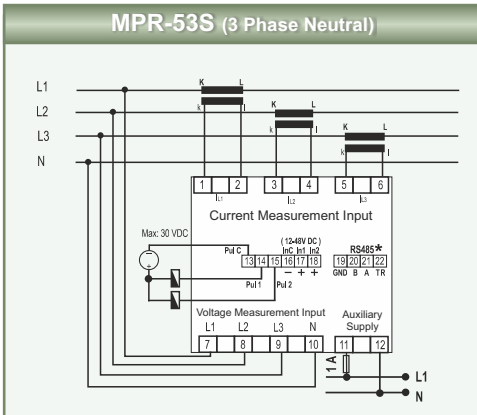 MPR-53S (3 Phase Neutral)
L1
L2
L3
N
K L
k l
K L
k l
K L
k l
1 2 3 4 5 6
IL1 IL2 IL3
Current Measurement Input
Max: 30 VDC
(12-48V DC)
Pul C InC In1 In2 RS485*
13 14 15 16 17 18 19 20 21 22
− + + GND B A TR
Pul 1 Pul 2
− +
Voltage Measurement Input
Auxiliary
Supply
L1 L2 L3 N
7 8 9 10 11 12
1 A
L1
N